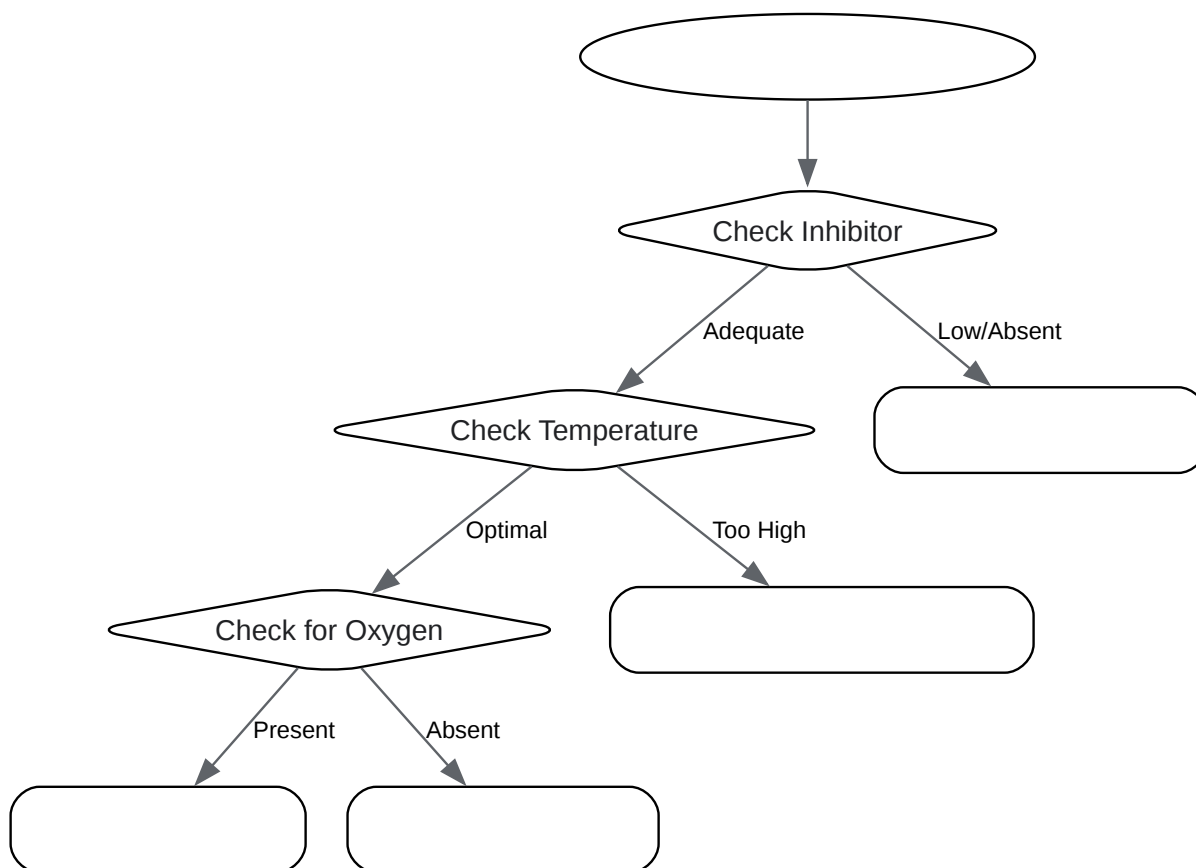 Check Inhibitor
Adequate
Low/Absent
Check Temperature
Optimal
Too High
Check for Oxygen
Present
Absent